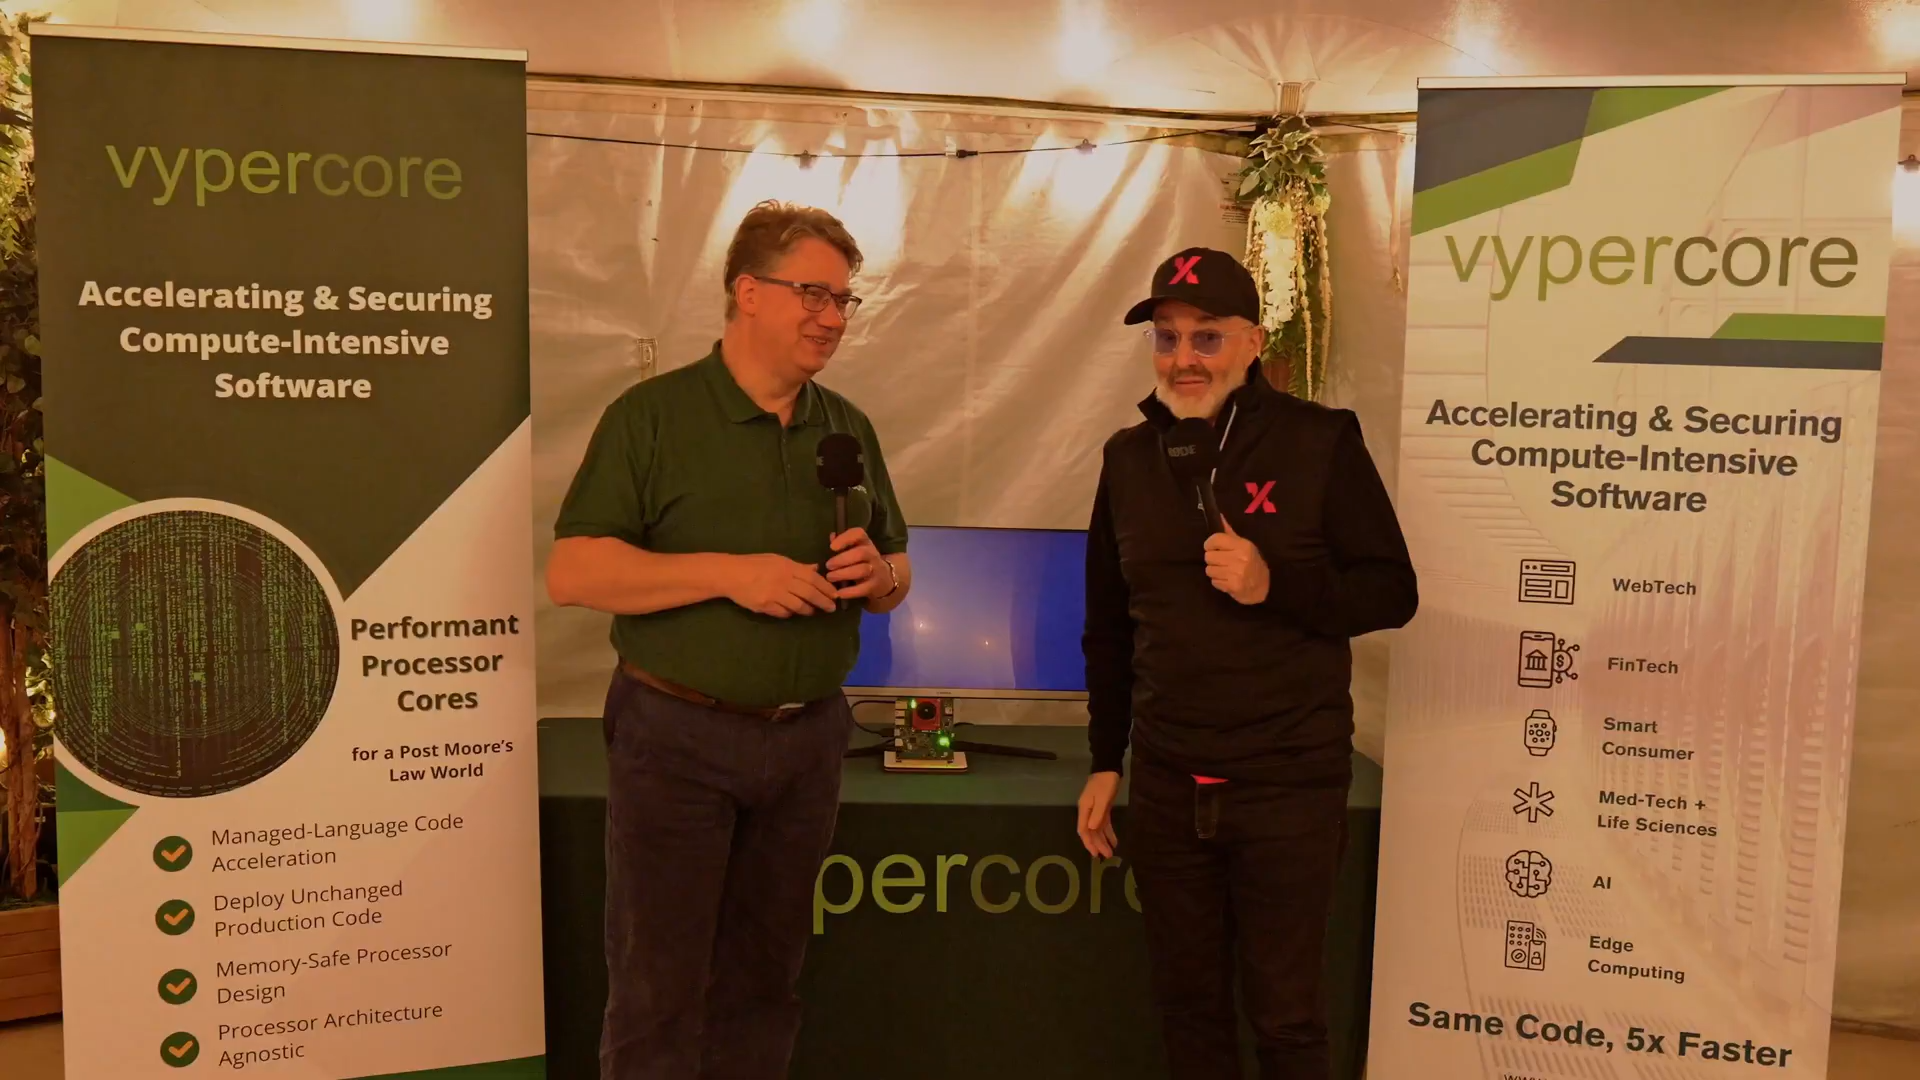 vypercore
Accelerating & Securing
Compute-Intensive
Software
Performant
Processor
Cores
for a Post Moore's
Law World
Managed-Language Code
Acceleration
Deploy Unchanged
Production Code
Memory-Safe Processor
Design
Processor Architecture
Agnostic
RØDE
X
X
percore
vypercore
Accelerating & Securing
Compute-Intensive
Software
WebTech
FinTech
Smart
Consumer
Med-Tech +
Life Sciences
AI
Edge
Computing
Same Code, 5x Faster